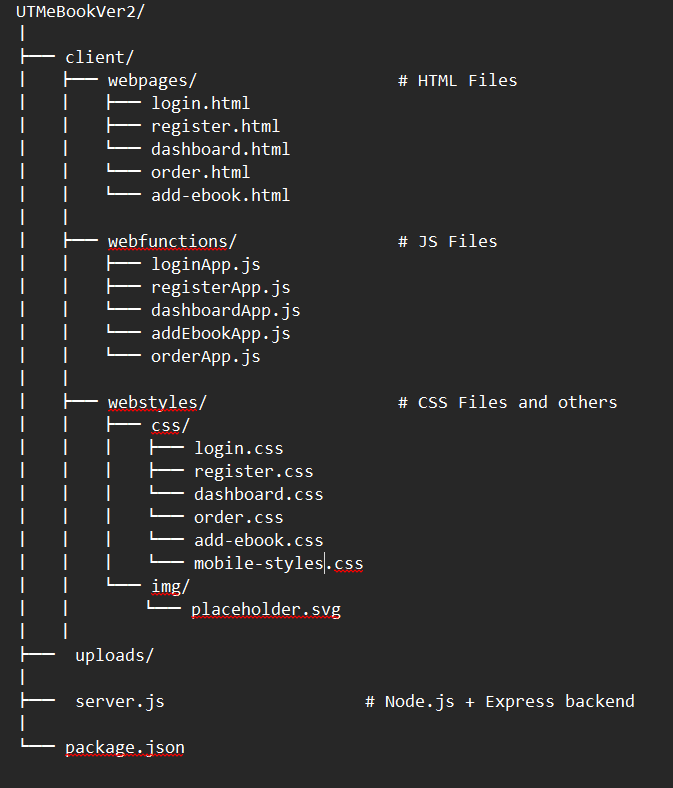 UTMeBookVer2/
│
├── client/
│   ├── webpages/                    # HTML Files
│   │   ├── login.html
│   │   ├── register.html
│   │   ├── dashboard.html
│   │   └── order.html
│   │   └── add-ebook.html
│   │
│   ├── webfunctions/                # JS Files
│   │   ├── loginApp.js
│   │   ├── registerApp.js
│   │   └── dashboardApp.js
│   │   └── addEbookApp.js
│   │   └── orderApp.js
│   │
│   ├── webstyles/                   # CSS Files and others
│   │   ├── css/
│   │   │   ├── login.css
│   │   │   ├── register.css
│   │   │   └── dashboard.css
│   │   │   └── order.css
│   │   │   └── add-ebook.css
│   │   │   └── mobile-styles.css
│   │   └── img/
│   │       └── placeholder.svg
│   │
├──  uploads/
│
├──  server.js                    # Node.js + Express backend
│
└── package.json